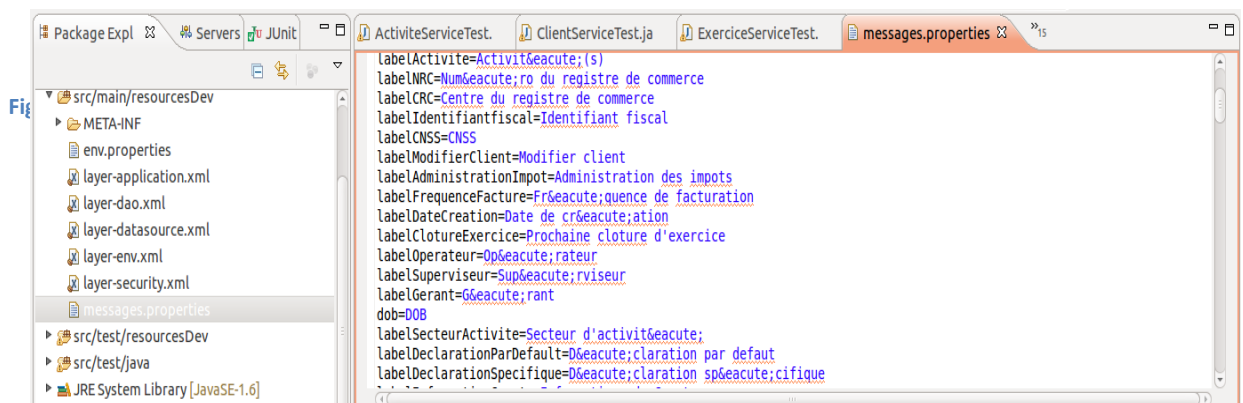 Package Expl Servers JUnit
Fig
src/main/resourcesDev
META-INF
env.properties
layer-application.xml
layer-dao.xml
layer-datasource.xml
layer-env.xml
layer-security.xml
messages.properties
src/test/resourcesDev
src/test/java
JRE System Library [JavaSE-1.6]
ActiviteServiceTest. ClientServiceTest.ja ExerciceServiceTest. messages.properties »15
labelActivite=Activit&eacute;(s)
labelNRC=Num&eacute;ro du registre de commerce
labelCRC=Centre du registre de commerce
labelIdentifiantfiscal=Identifiant fiscal
labelCNSS=CNSS
labelModifierClient=Modifier client
labelAdministrationImpot=Administration des impots
labelFrequenceFacture=Fr&eacute;quence de facturation
labelDateCreation=Date de cr&eacute;ation
labelClotureExercice=Prochaine cloture d'exercice
labelOperateur=Op&eacute;rateur
labelSuperviseur=Sup&eacute;rviseur
labelGerant=G&eacute;rant
dob=DOB
labelSecteurActivite=Secteur d'activit&eacute;
labelDeclarationParDefault=D&eacute;claration par defaut
labelDeclarationSpecifique=D&eacute;claration sp&eacute;cifique